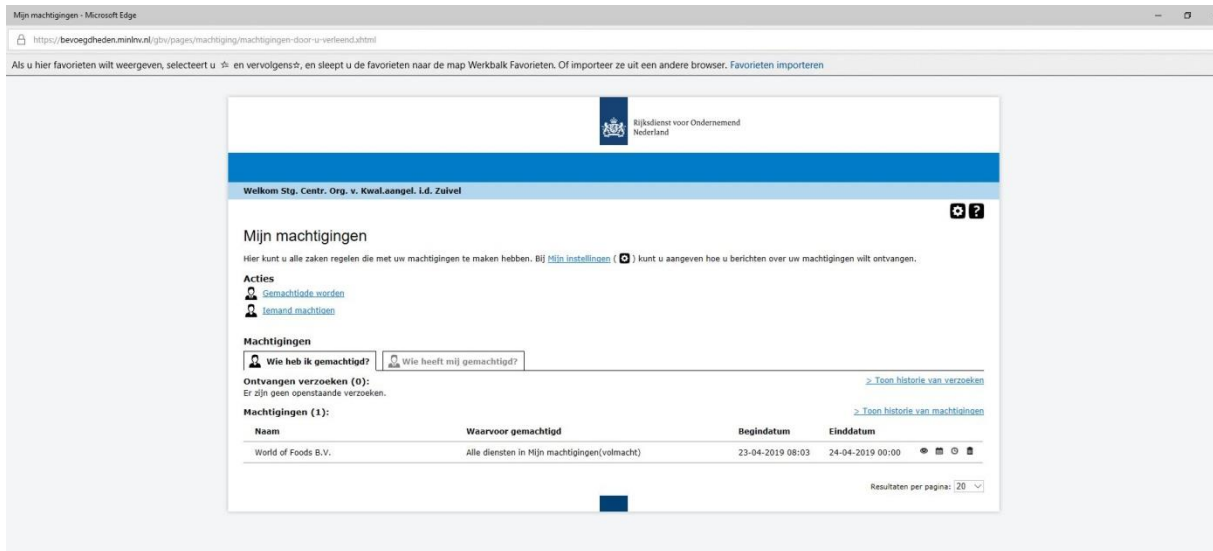 Mijn machtigingen - Microsoft Edge
https://bevoegdheden.minlnv.nl/gbv/pages/machtiging/machtigingen-door-u-verleend.xhtml
Als u hier favorieten wilt weergeven, selecteert u ☆ en vervolgens☆, en sleept u de favorieten naar de map Werkbalk Favorieten. Of importeer ze uit een andere browser. Favorieten importeren
Rijksdienst voor Ondernemend
Nederland
Welkom Stg. Centr. Org. v. Kwal.aangel. i.d. Zuivel
Mijn machtigingen
Hier kunt u alle zaken regelen die met uw machtigingen te maken hebben. Bij Mijn instellingen ( ) kunt u aangeven hoe u berichten over uw machtigingen wilt ontvangen.
Acties
Gemachtigde worden
Iemand machtigen
Machtigingen
Wie heb ik gemachtigd? Wie heeft mij gemachtigd?
Ontvangen verzoeken (0): > Toon historie van verzoeken
Er zijn geen openstaande verzoeken.
Machtigingen (1): > Toon historie van machtigingen
Naam Waarvoor gemachtigd Begindatum Einddatum
World of Foods B.V. Alle diensten in Mijn machtigingen(volmacht) 23-04-2019 08:03 24-04-2019 00:00
Resultaten per pagina: 20